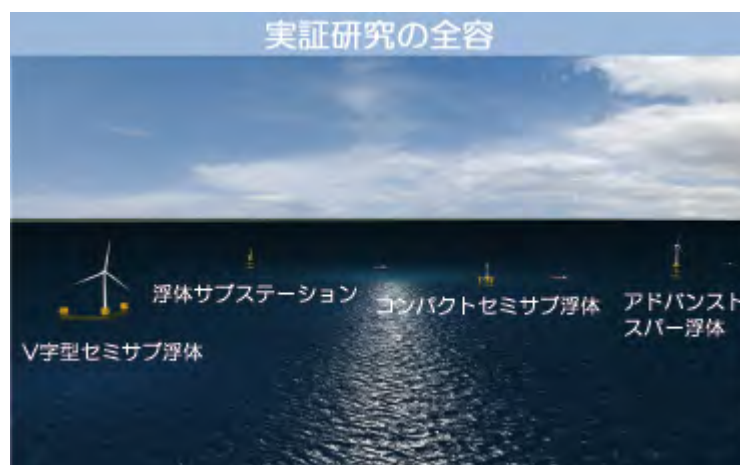 実証研究の全容
浮体サブステーション
コンパクトセミサブ浮体
アドバンスト
スパー浮体
V字型セミサブ浮体